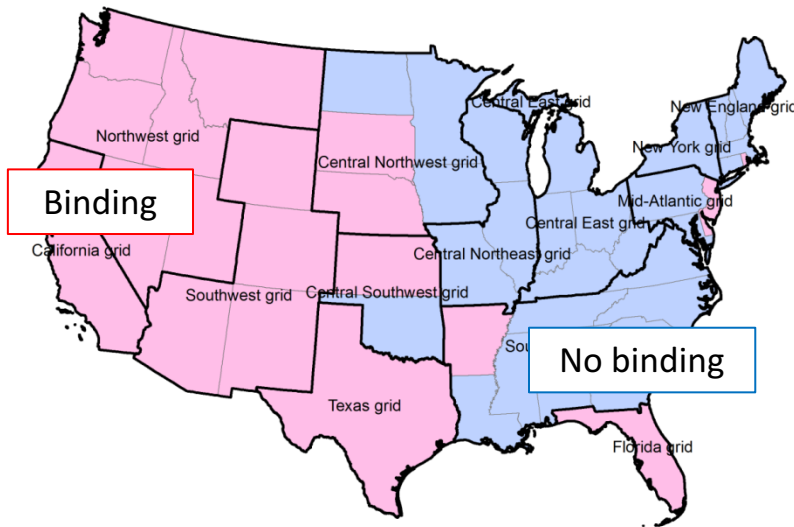 Central East grid
New England grid
Northwest grid
New York grid
Central Northwest grid
Binding
Mid-Atlantic grid
Central East grid
California grid
Central Northeast grid
Southwest grid
Central Southwest grid
No binding
Texas grid
Florida grid